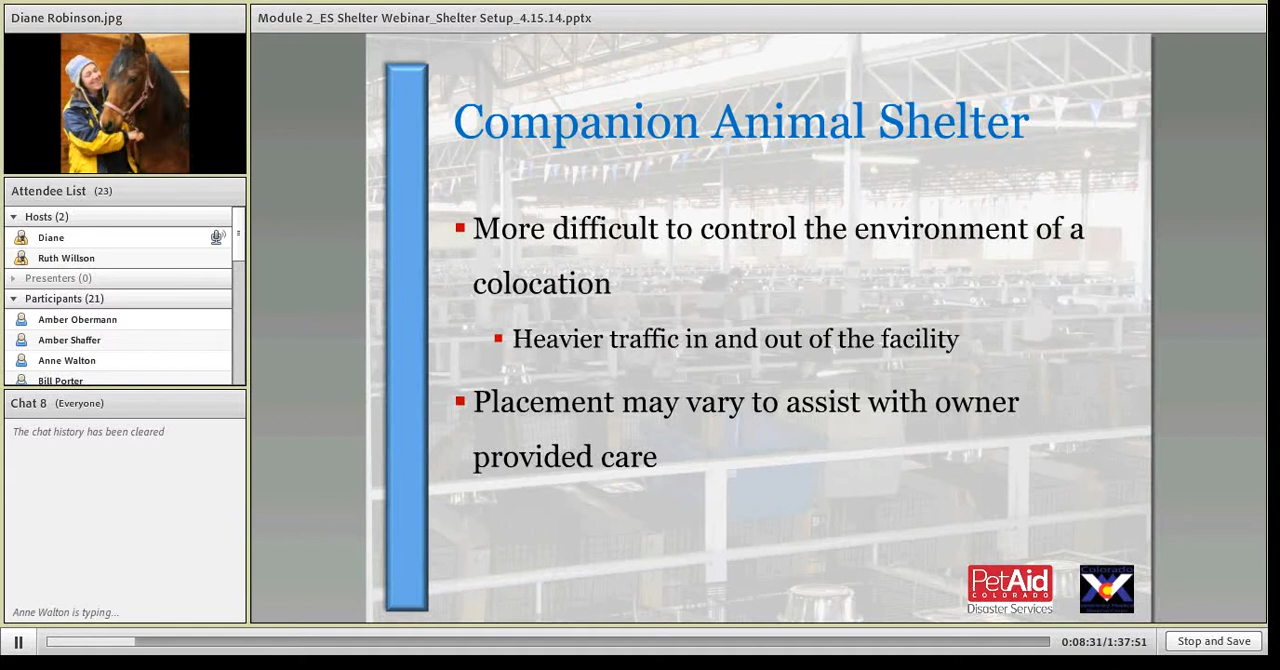 Diane Robinson.jpg
Module 2_ES Shelter Webinar_Shelter Setup_4.15.14.pptx
Attendee List (23)
Hosts (2)
Diane
Ruth Willson
Presenters (0)
Participants (21)
Amber Obermann
Amber Shaffer
Anne Walton
Bill Porter
Chat 8 (Everyone)
The chat history has been cleared
Anne Walton is typing...
Companion Animal Shelter
More difficult to control the environment of a
colocation
Heavier traffic in and out of the facility
Placement may vary to assist with owner
provided care
PetAid
COLORADO
Disaster Services
Colorado
0:08:31/1:37:51
Stop and Save